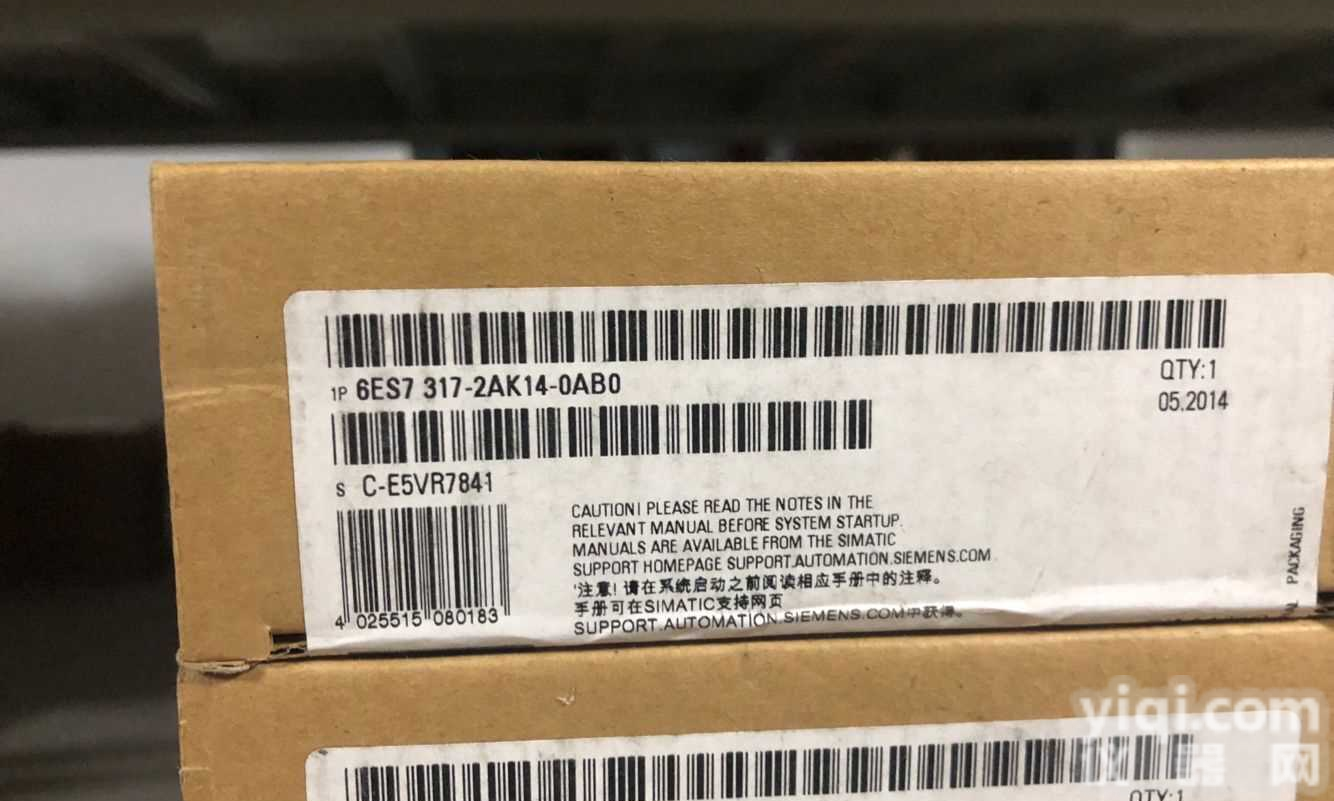 1P 6ES7 317-2AK14-0AB0
QTY:1
05.2014
S C-E5VR7841
4 025515 080183
CAUTION! PLEASE READ THE NOTES IN THE
RELEVANT MANUAL BEFORE SYSTEM STARTUP.
MANUALS ARE AVAILABLE FROM THE SIMATIC
SUPPORT HOMEPAGE SUPPORT.AUTOMATION.SIEMENS.COM
'注意! 请在系统启动之前阅读相应手册中的注释。
手册可在SIMATIC支持网页
SUPPORT.AUTOMATION.SIEMENS.COM中获得。
PACKAGING
yiqi.com
仪器网
QTY:1